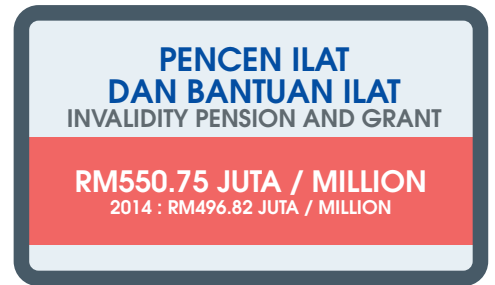 PENCEN ILAT
DAN BANTUAN ILAT
INVALIDITY PENSION AND GRANT
RM550.75 JUTA / MILLION
2014 : RM496.82 JUTA / MILLION